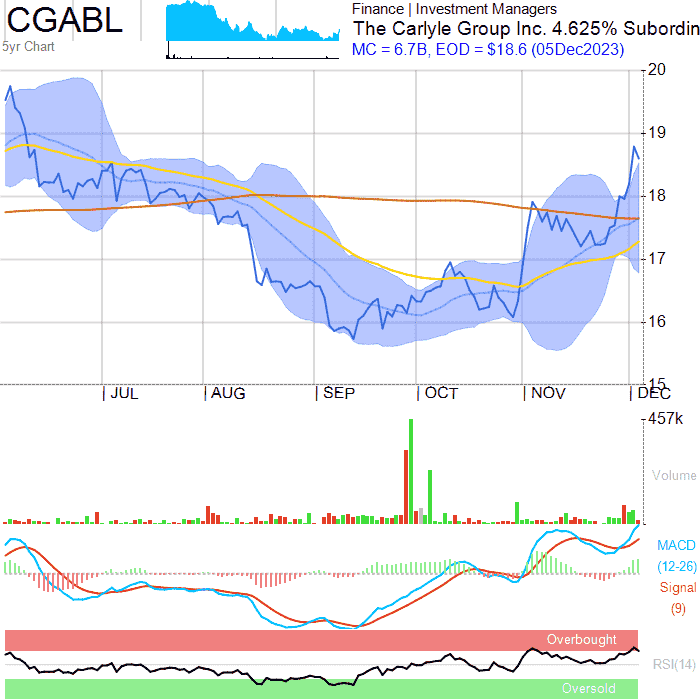 CGABL
5yr Chart
Finance | Investment Managers
The Carlyle Group Inc. 4.625% Subordin
MC = 6.7B, EOD = $18.6 (05Dec2023)
20
19
18
17
16
15
JUL AUG SEP OCT NOV DEC
457k
Volume
MACD
(12-26)
Signal
(9)
Overbought
RSI(14)
Oversold